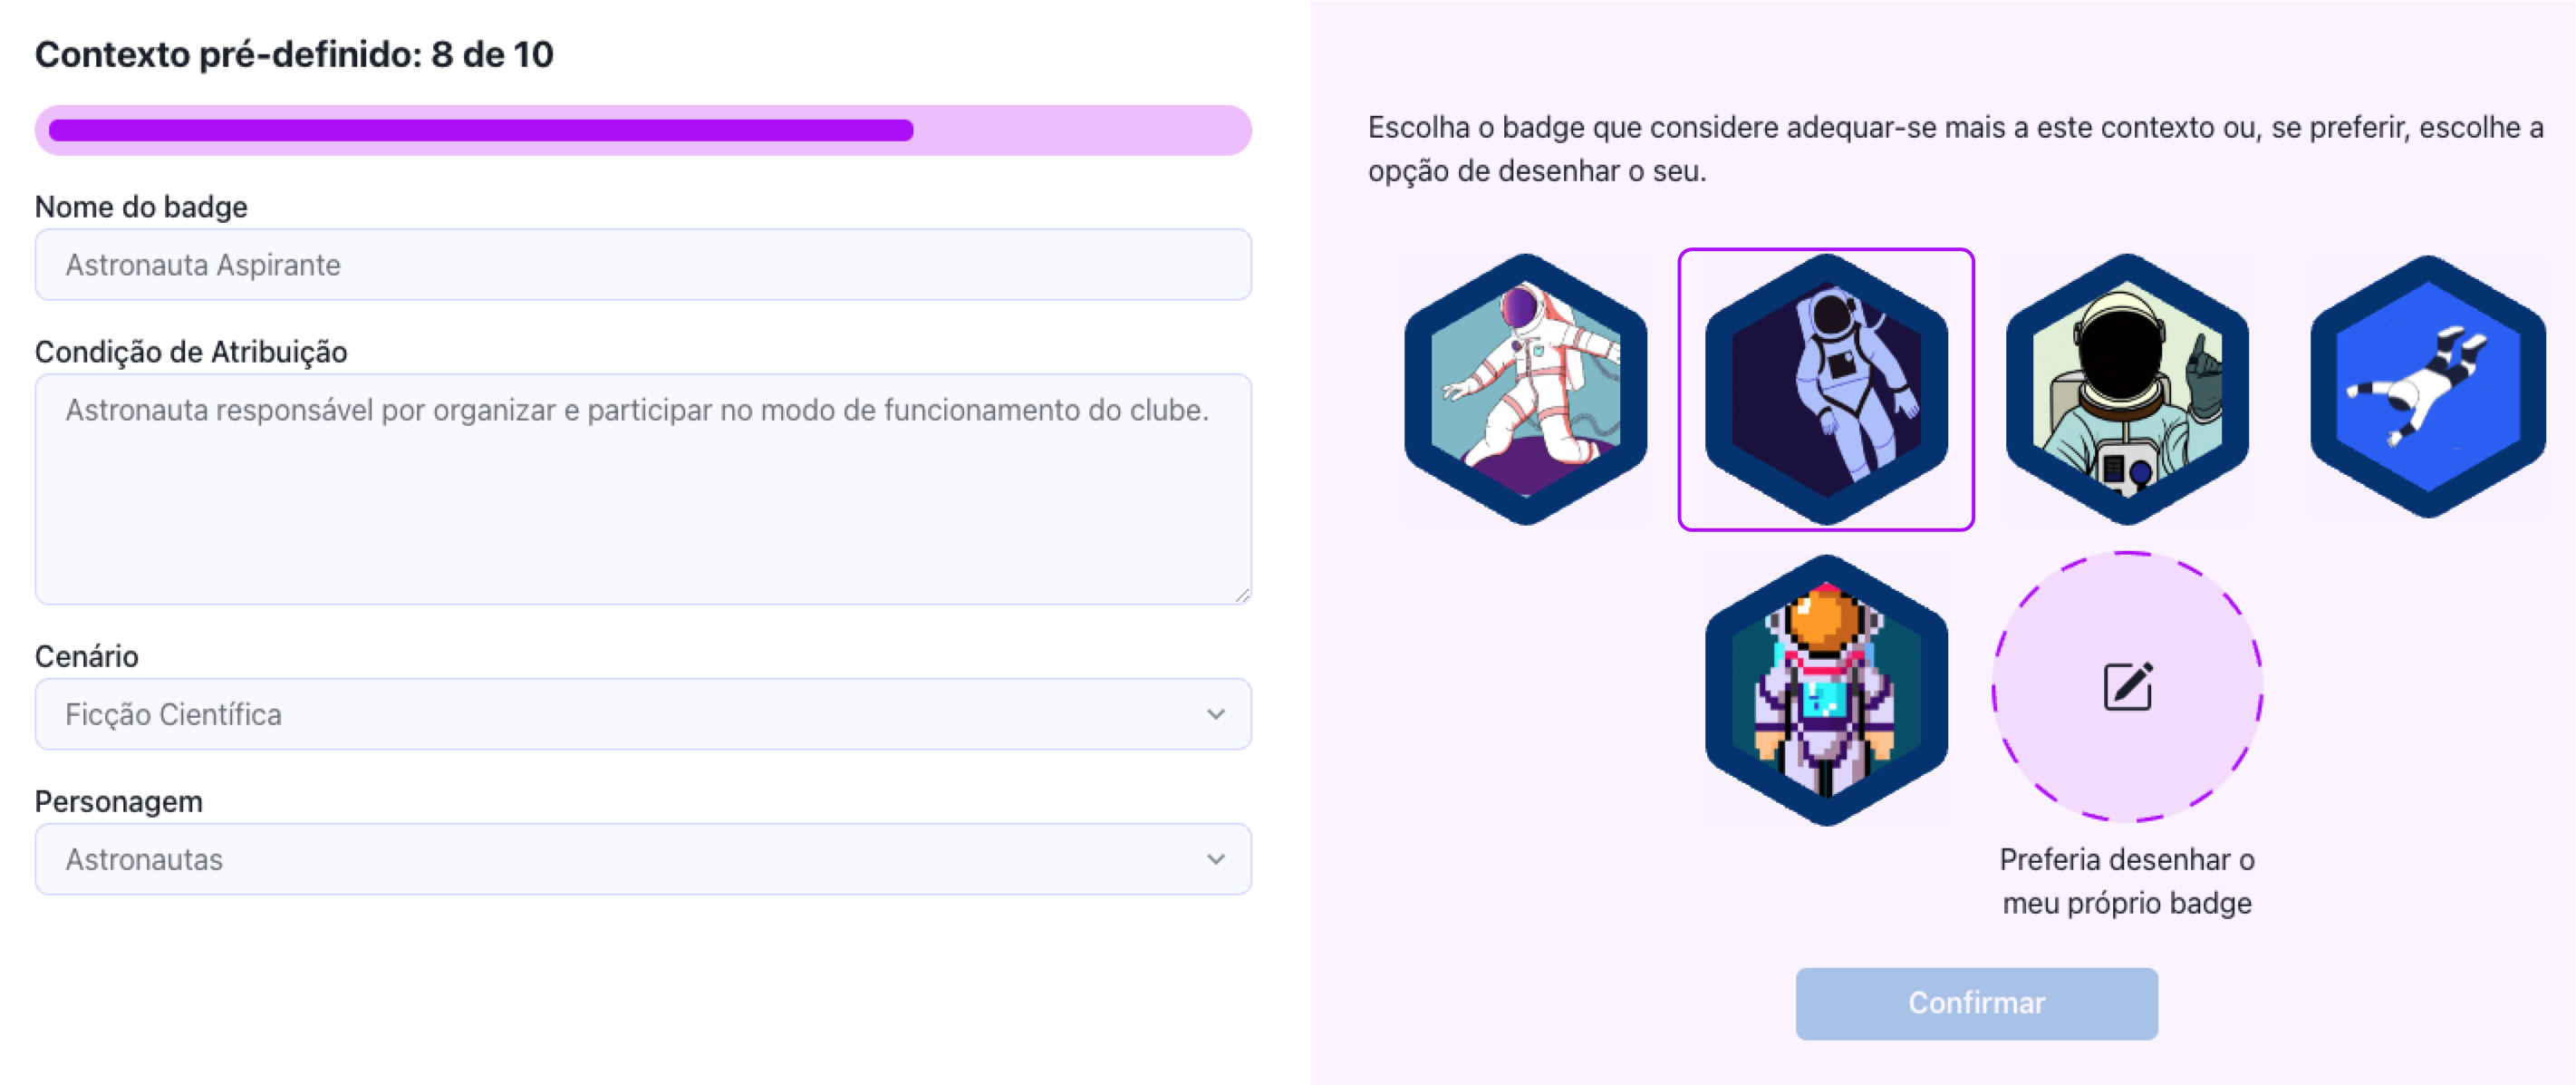 Contexto pré-definido: 8 de 10
Nome do badge
Astronauta Aspirante
Condição de Atribuição
Astronauta responsável por organizar e participar no modo de funcionamento do clube.
Cenário
Ficção Científica
Personagem
Astronautas
Escolha o badge que considere adequar-se mais a este contexto ou, se preferir, escolhe a
opção de desenhar o seu.
Preferia desenhar o
meu próprio badge
Confirmar